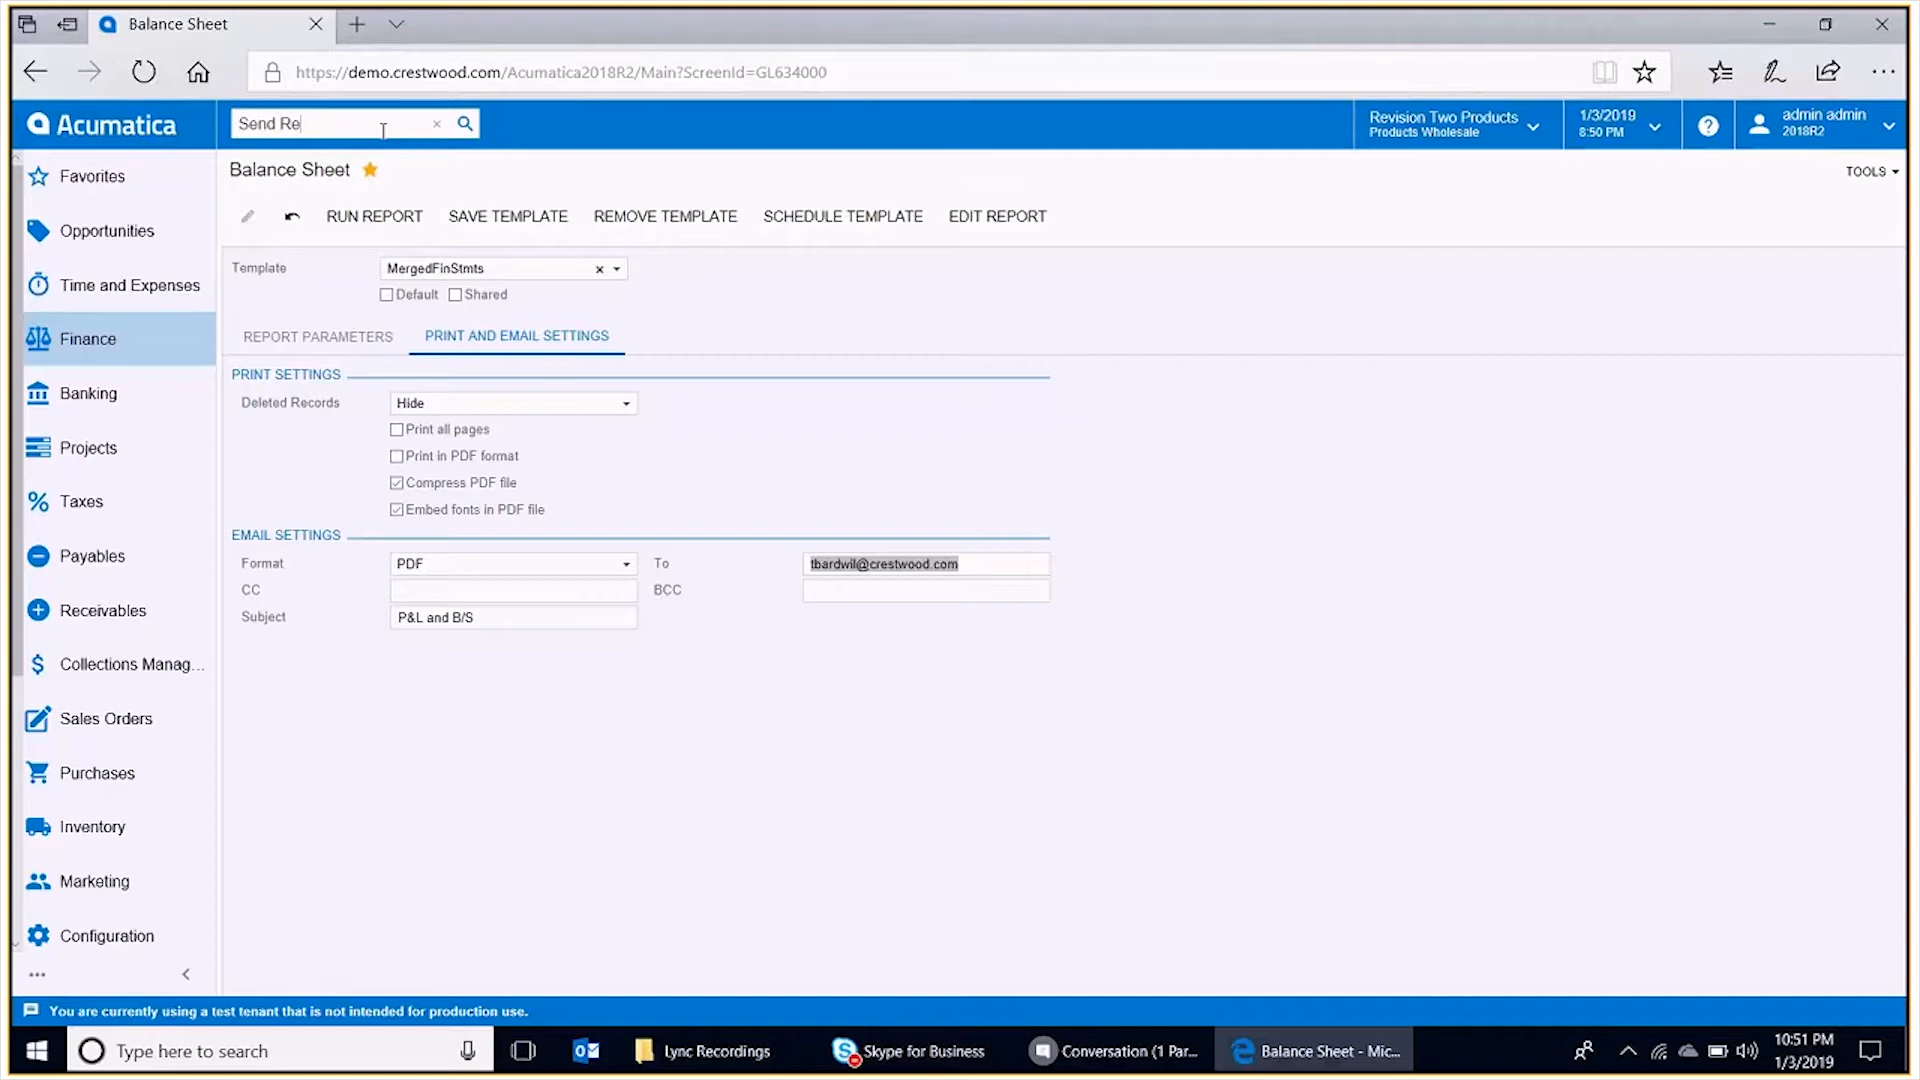 Balance Sheet
https://demo.crestwood.com/Acumatica2018R2/Main?ScreenId=GL634000
Acumatica
Send Re
Revision Two Products
Products Wholesale
1/3/2019
8:50 PM
?
admin admin
2018R2
Favorites
Opportunities
Time and Expenses
Finance
Banking
Projects
Taxes
Payables
Receivables
Collections Manag...
Sales Orders
Purchases
Inventory
Marketing
Configuration
Balance Sheet
TOOLS
RUN REPORT SAVE TEMPLATE REMOVE TEMPLATE SCHEDULE TEMPLATE EDIT REPORT
Template MergedFinStmts
Default Shared
REPORT PARAMETERS PRINT AND EMAIL SETTINGS
PRINT SETTINGS
Deleted Records Hide
Print all pages
Print in PDF format
Compress PDF file
Embed fonts in PDF file
EMAIL SETTINGS
Format PDF To tbardwil@crestwood.com
CC BCC
Subject P&L and B/S
You are currently using a test tenant that is not intended for production use.
Type here to search
Lync Recordings
Skype for Business
Conversation (1 Par...
Balance Sheet - Mic...
10:51 PM
1/3/2019